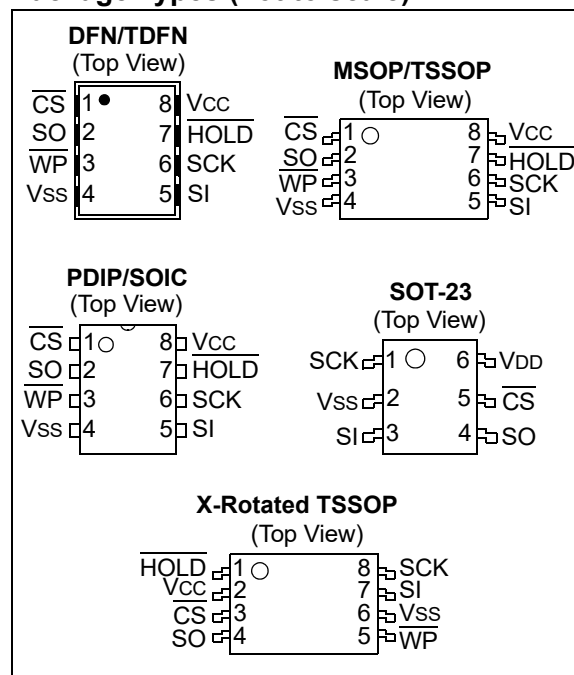 DFN/TDFN
(Top View)
CS 1 8 VCC
SO 2 7 HOLD
WP 3 6 SCK
VSS 4 5 SI
MSOP/TSSOP
(Top View)
CS 1 8 VCC
SO 2 7 HOLD
WP 3 6 SCK
VSS 4 5 SI
PDIP/SOIC
(Top View)
CS 1 8 VCC
SO 2 7 HOLD
WP 3 6 SCK
VSS 4 5 SI
SOT-23
(Top View)
SCK 1 6 VDD
VSS 2 5 CS
SI 3 4 SO
X-Rotated TSSOP
(Top View)
HOLD 1 8 SCK
VCC 2 7 SI
CS 3 6 VSS
SO 4 5 WP